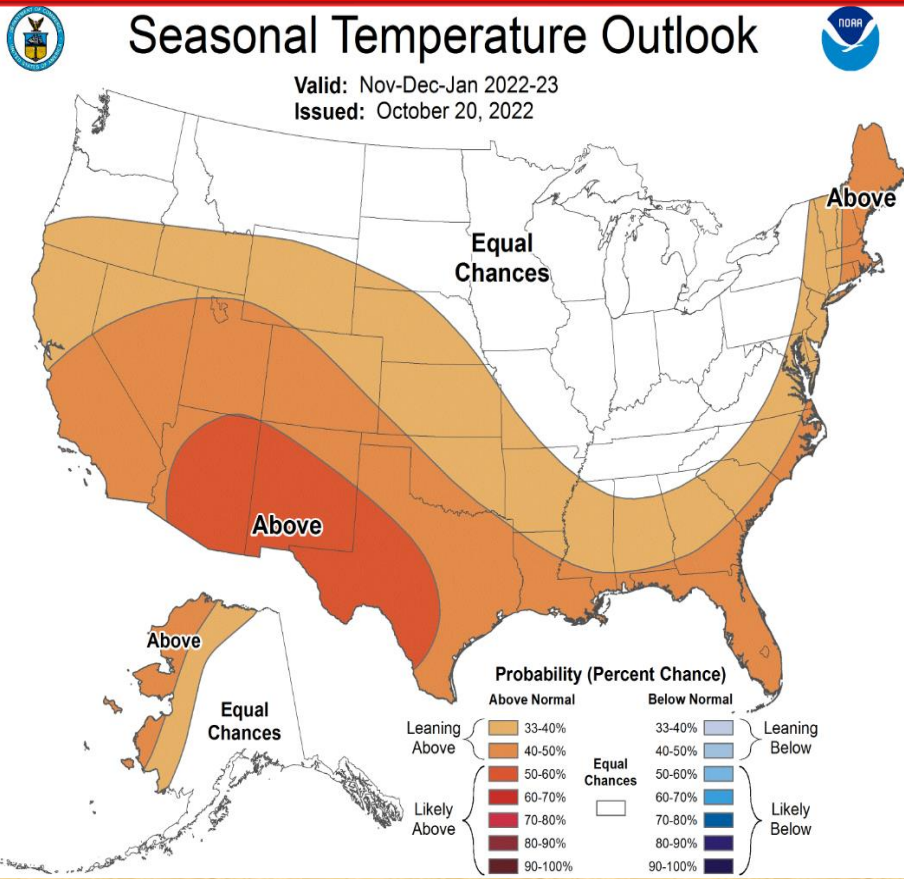 NOAA
Seasonal Temperature Outlook
Valid: Nov-Dec-Jan 2022-23
Issued: October 20, 2022
Above
Equal
Chances
Above
Above
Equal
Chances
Probability (Percent Chance)
Above Normal
Below Normal
Leaning
Above
33-40%
40-50%
33-40%
40-50%
Leaning
Below
Equal
Chances
Likely
Above
50-60%
60-70%
70-80%
80-90%
90-100%
50-60%
60-70%
70-80%
80-90%
90-100%
Likely
Below